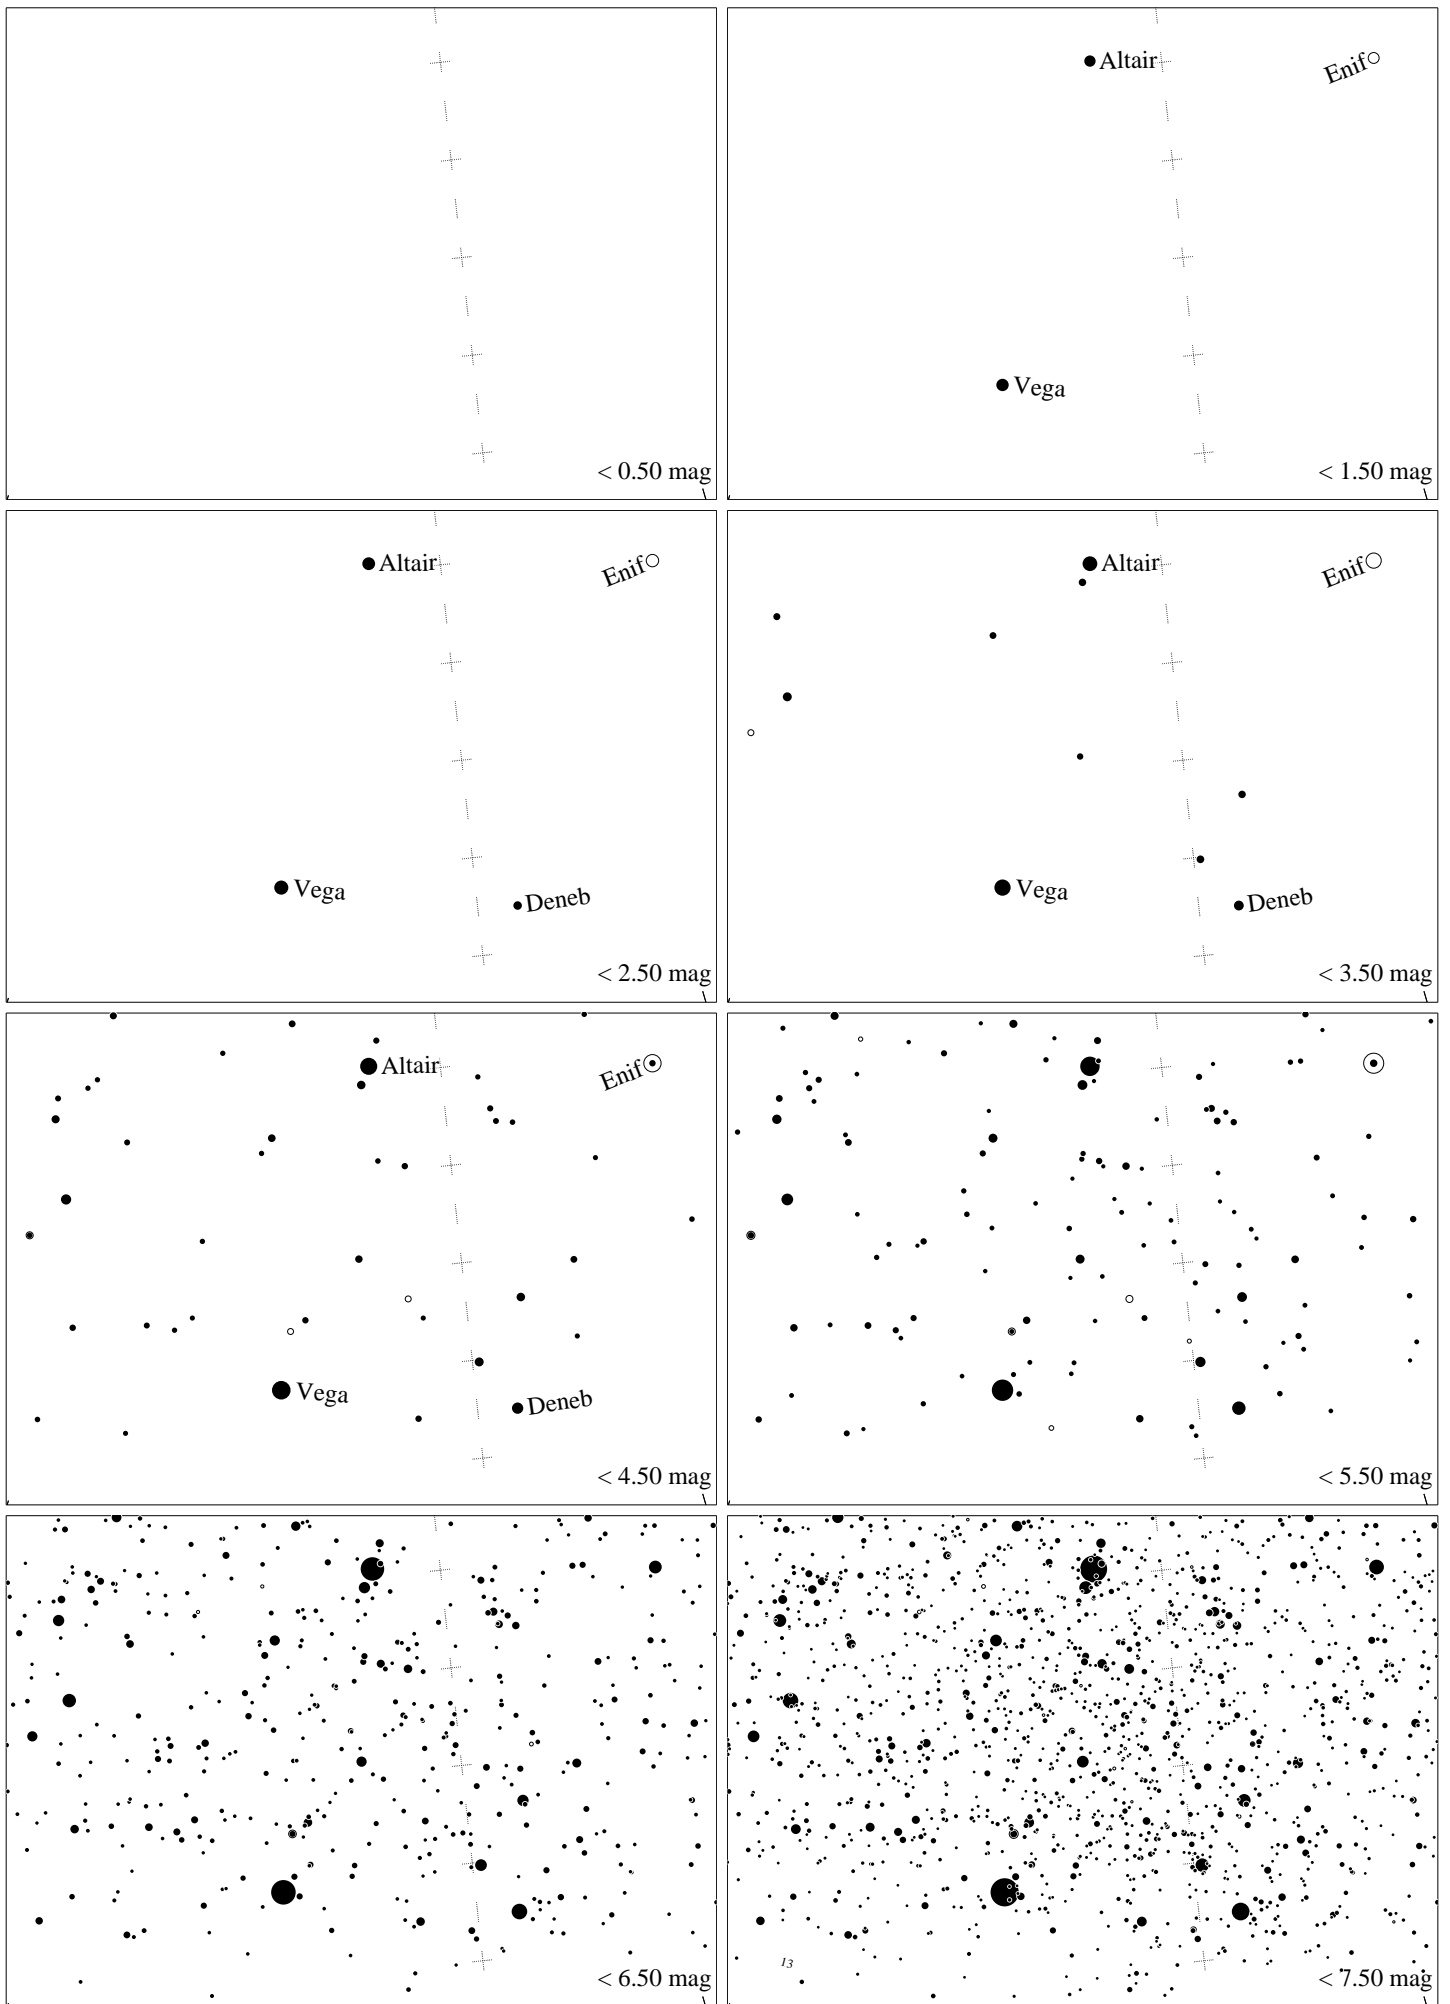 < 0.50 mag
Altair
Enif
Vega
< 1.50 mag
Altair
Enif
Vega
Deneb
< 2.50 mag
Altair
Enif
Vega
Deneb
< 3.50 mag
Altair
Enif
Vega
Deneb
< 4.50 mag
< 5.50 mag
< 6.50 mag
13
< 7.50 mag